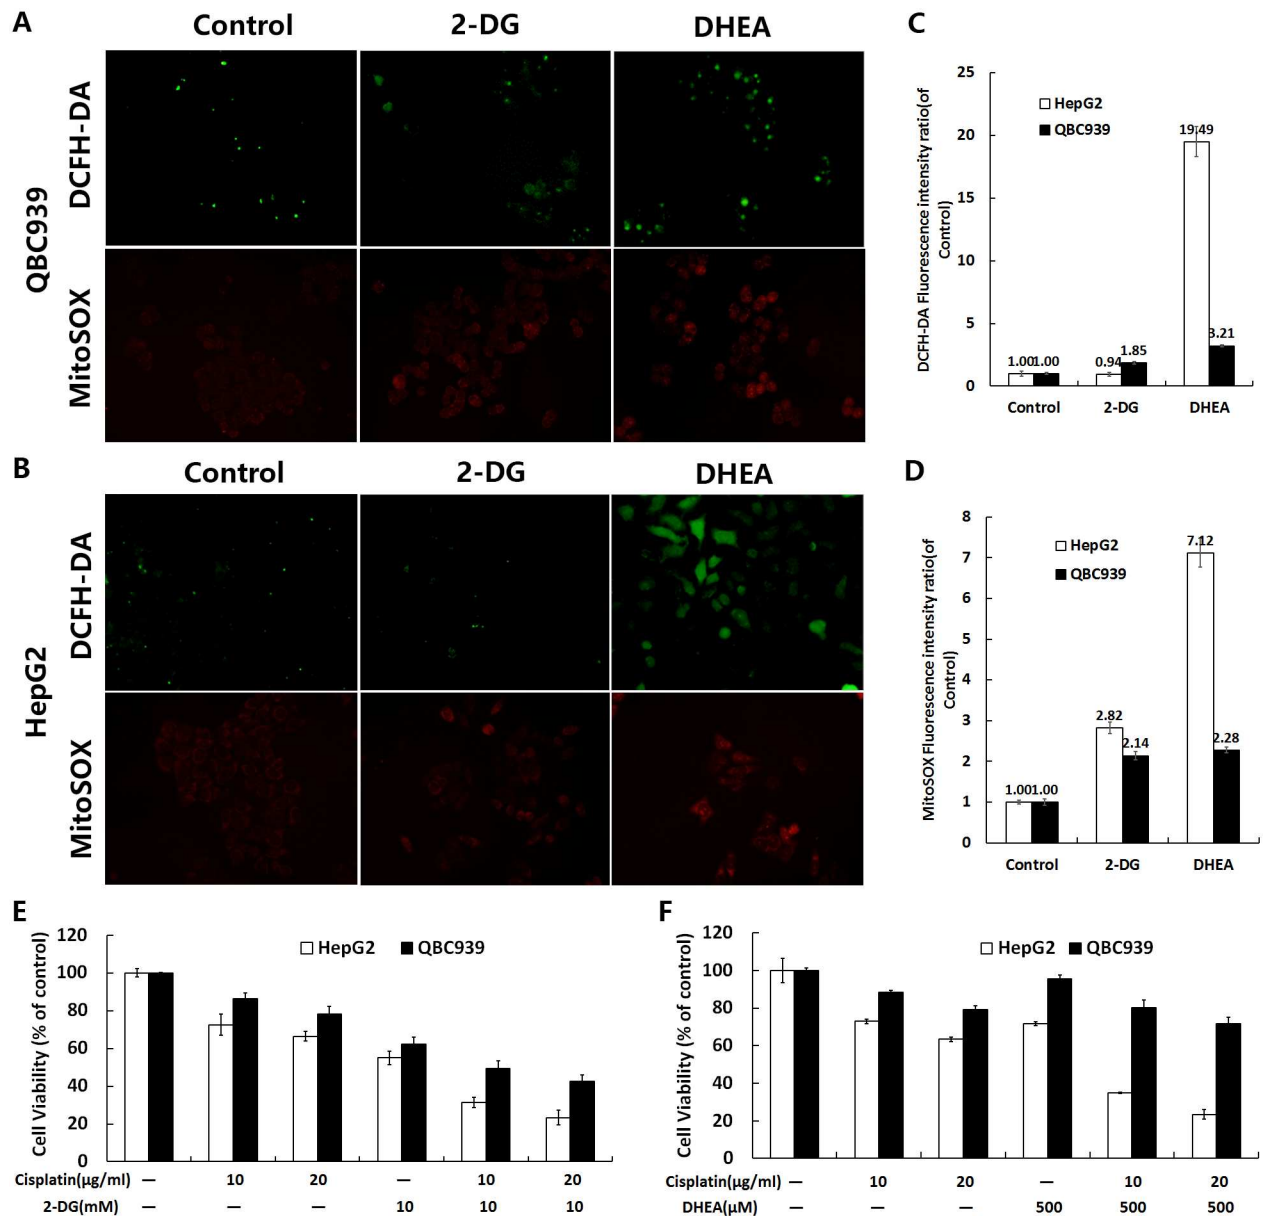 A
Control
2-DG
DHEA
QBC939
DCFH-DA
MitoSOX
B
Control
2-DG
DHEA
HepG2
DCFH-DA
MitoSOX
C
DCFH-DA Fluorescence intensity ratio(of
Control)
25
20
15
10
5
0
HepG2
QBC939
1.00 1.00
0.94 1.85
19.49 3.21
Control 2-DG DHEA
D
MitoSOX Fluorescence intensity ratio(of
Control)
8
7
6
5
4
3
2
1
0
HepG2
QBC939
1.00 1.00
2.82 2.14
7.12 2.28
Control 2-DG DHEA
E
Cell Viability (% of control)
120
100
80
60
40
20
0
HepG2 QBC939
Cisplatin(μg/ml) — 10 20 — 10 20
2-DG(mM) — — — 10 10 10
F
Cell Viability (% of control)
120
100
80
60
40
20
0
HepG2 QBC939
Cisplatin(μg/ml) — 10 20 — 10 20
DHEA(μM) — — — 500 500 500